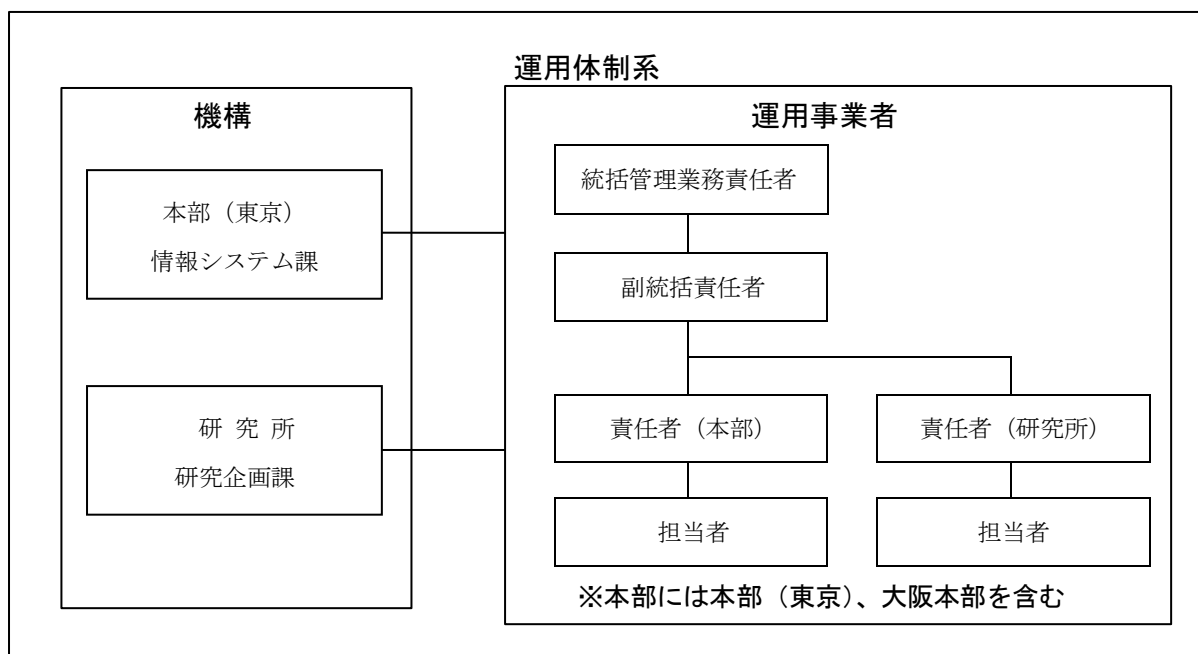 運用体制系
機構
本部（東京）
情報システム課
研 究 所
研究企画課
運用事業者
統括管理業務責任者
副統括責任者
責任者（本部）
責任者（研究所）
担当者
担当者
※本部には本部（東京）、大阪本部を含む